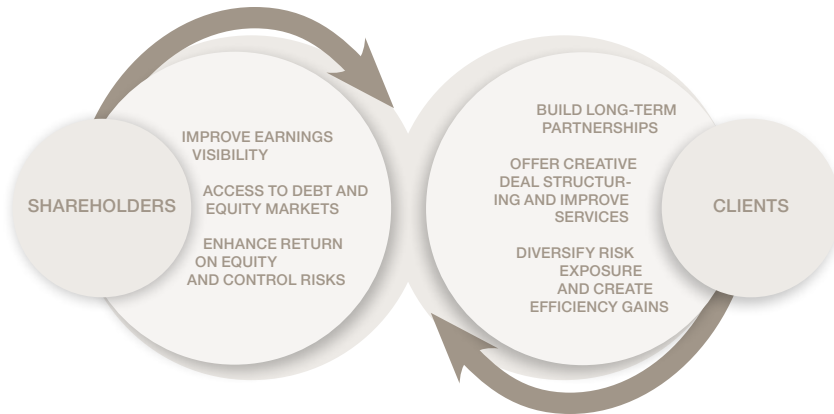 SHAREHOLDERS
IMPROVE EARNINGS
VISIBILITY
ACCESS TO DEBT AND
EQUITY MARKETS
ENHANCE RETURN
ON EQUITY
AND CONTROL RISKS
BUILD LONG-TERM
PARTNERSHIPS
OFFER CREATIVE
DEAL STRUCTUR-
ING AND IMPROVE
SERVICES
DIVERSIFY RISK
EXPOSURE
AND CREATE
EFFICIENCY GAINS
CLIENTS